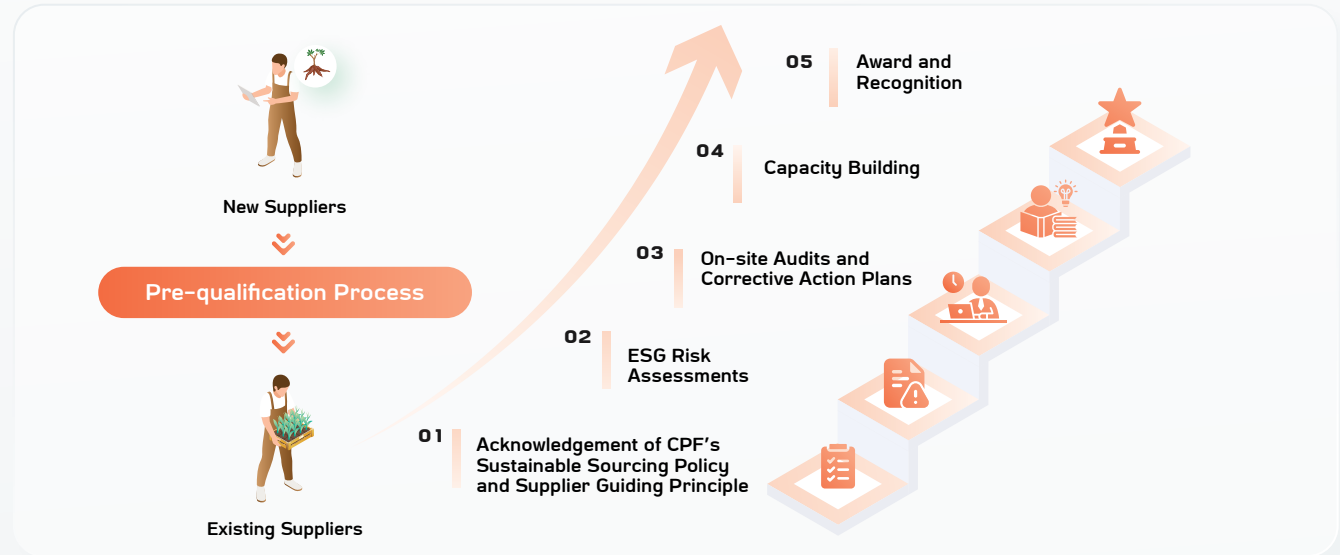 New Suppliers
Pre-qualification Process
Existing Suppliers
01
Acknowledgement of CPF's
Sustainable Sourcing Policy
and Supplier Guiding Principle
02
ESG Risk
Assessments
03
On-site Audits and
Corrective Action Plans
04
Capacity Building
05
Award and
Recognition